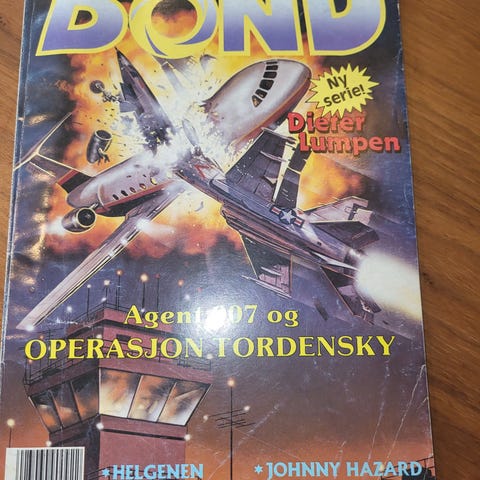 BOND
Ny
serie!
Dieter
Lumpen
Agent 007 og
OPERASJON TORDENSKY
*HELGENEN
*JOHNNY HAZARD